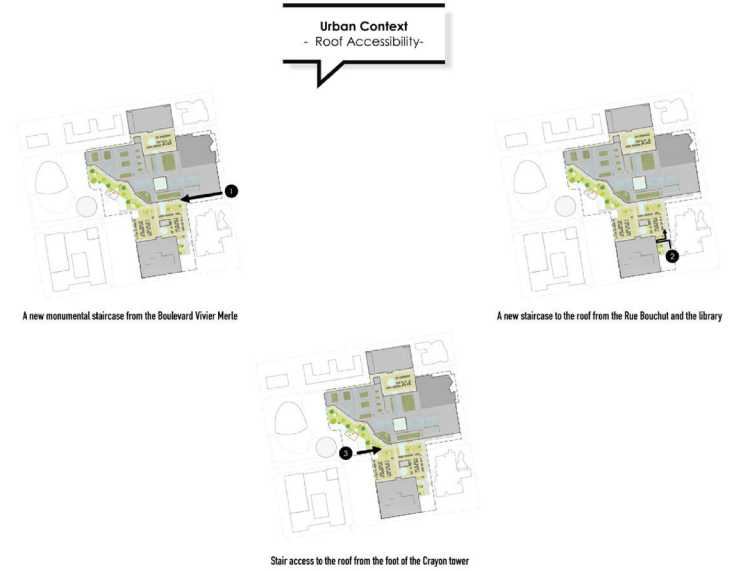 Urban Context
- Roof Accessibility-
1
2
A new monumental staircase from the Boulevard Vivier Merle
A new staircase to the roof from the Rue Bouchut and the library
3
Stair access to the roof from the foot of the Crayon tower